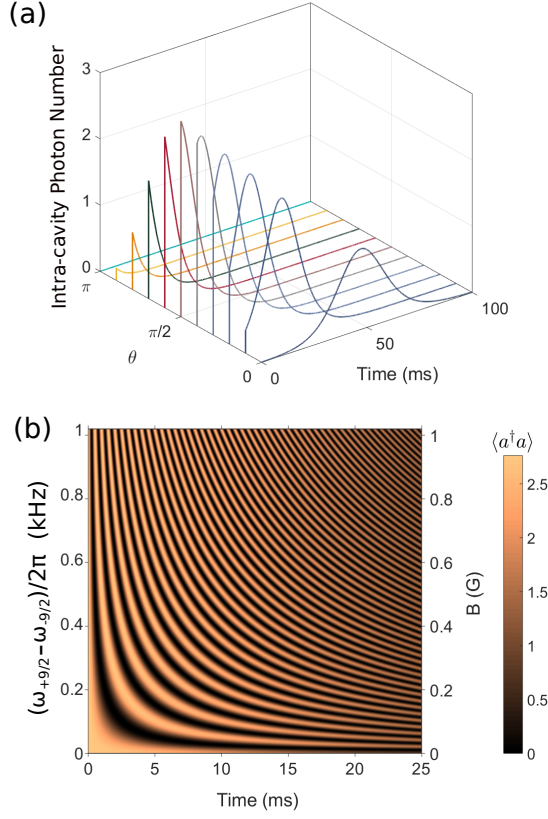 (a)
Intra-cavity Photon Number
3
2
1
0
π
π/2
0
θ
0
50
100
Time (ms)
(b)
(ω+9/2−ω-9/2)/2π (kHz)
1
0.8
0.6
0.4
0.2
0
0
5
10
15
20
25
Time (ms)
1
0.8
0.6
0.4
0.2
0
B (G)
⟨a†a⟩
2.5
2
1.5
1
0.5
0